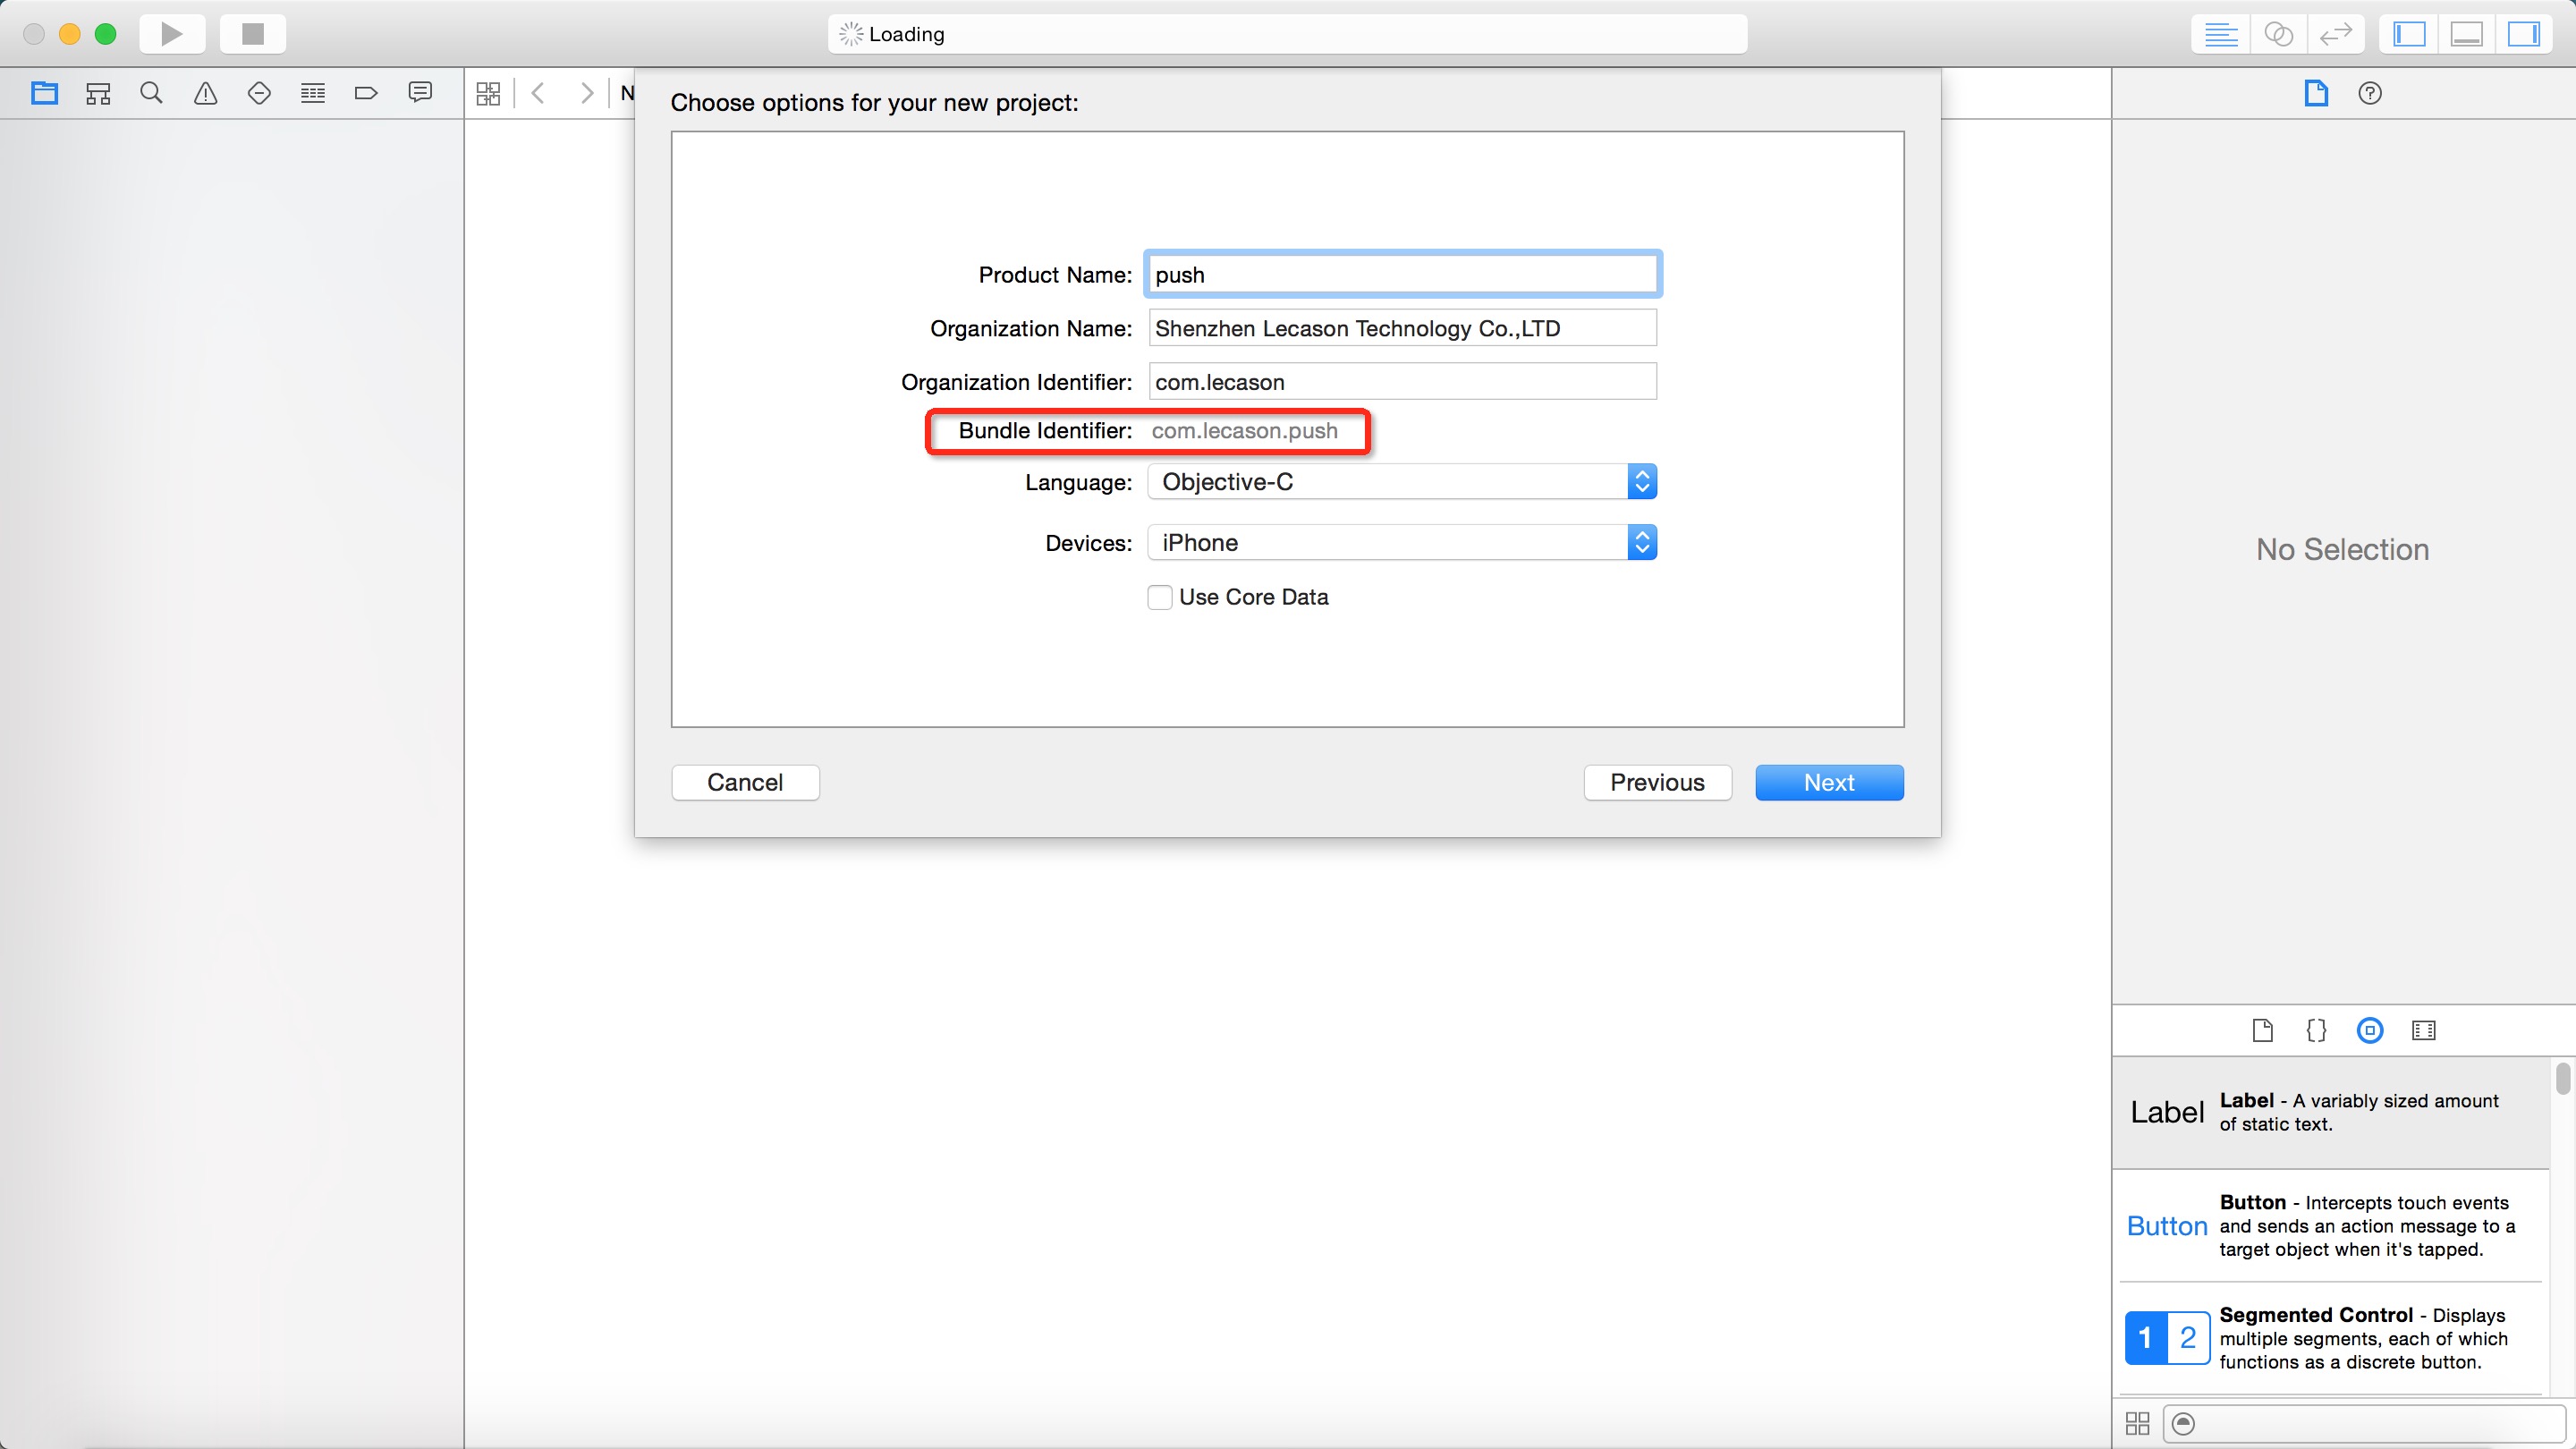 Loading
N
Choose options for your new project:
Product Name: push
Organization Name: Shenzhen Lecason Technology Co.,LTD
Organization Identifier: com.lecason
Bundle Identifier: com.lecason.push
Language: Objective-C
Devices: iPhone
Use Core Data
Cancel Previous Next
No Selection
Label Label - A variably sized amount
of static text.
Button - Intercepts touch events
Button and sends an action message to a
target object when it's tapped.
Segmented Control - Displays
1 2 multiple segments, each of which
functions as a discrete button.